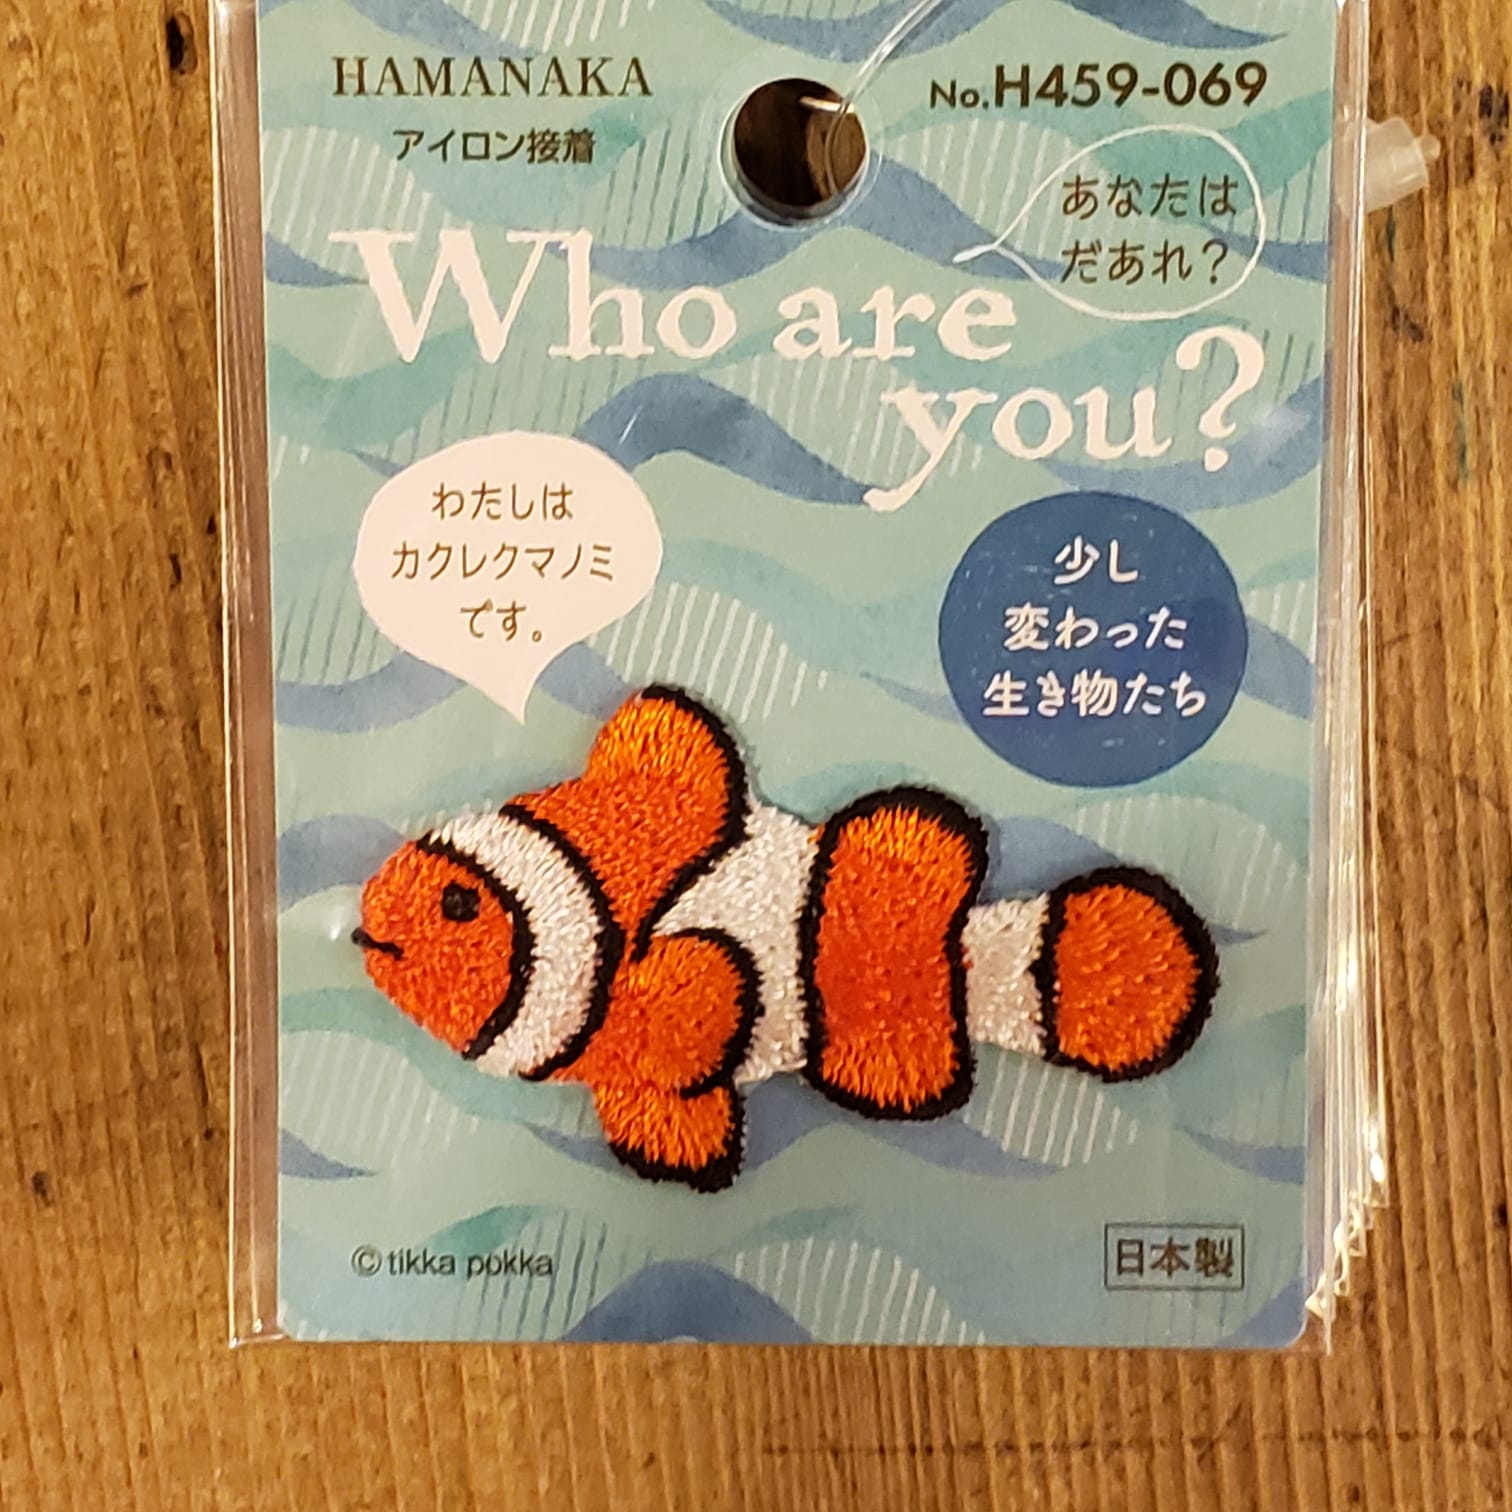 HAMANAKA
アイロン接着
No.H459-069
あなたは
だあれ?
Who are
you?
わたしは
カクレクマノミ
です。
少し
変わった
生き物たち
©tikka pokka
日本製